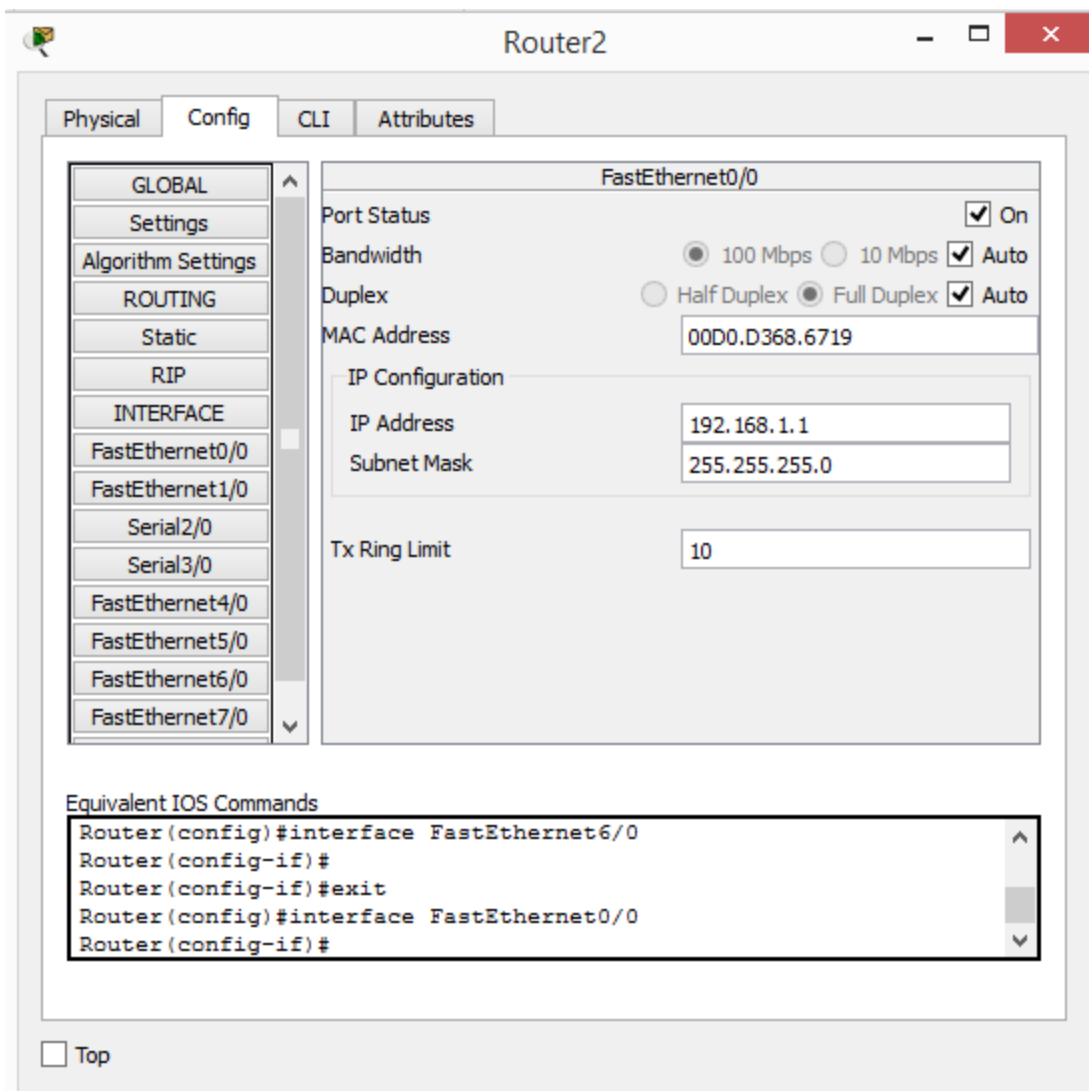 Router2
Physical Config CLI Attributes
GLOBAL
Settings
Algorithm Settings
ROUTING
Static
RIP
INTERFACE
FastEthernet0/0
FastEthernet1/0
Serial2/0
Serial3/0
FastEthernet4/0
FastEthernet5/0
FastEthernet6/0
FastEthernet7/0
FastEthernet0/0
Port Status On
Bandwidth 100 Mbps 10 Mbps Auto
Duplex Half Duplex Full Duplex Auto
MAC Address 00D0.D368.6719
IP Configuration
IP Address 192.168.1.1
Subnet Mask 255.255.255.0
Tx Ring Limit 10
Equivalent IOS Commands
Router(config)#interface FastEthernet6/0
Router(config-if)#
Router(config-if)#exit
Router(config)#interface FastEthernet0/0
Router(config-if)#
Top